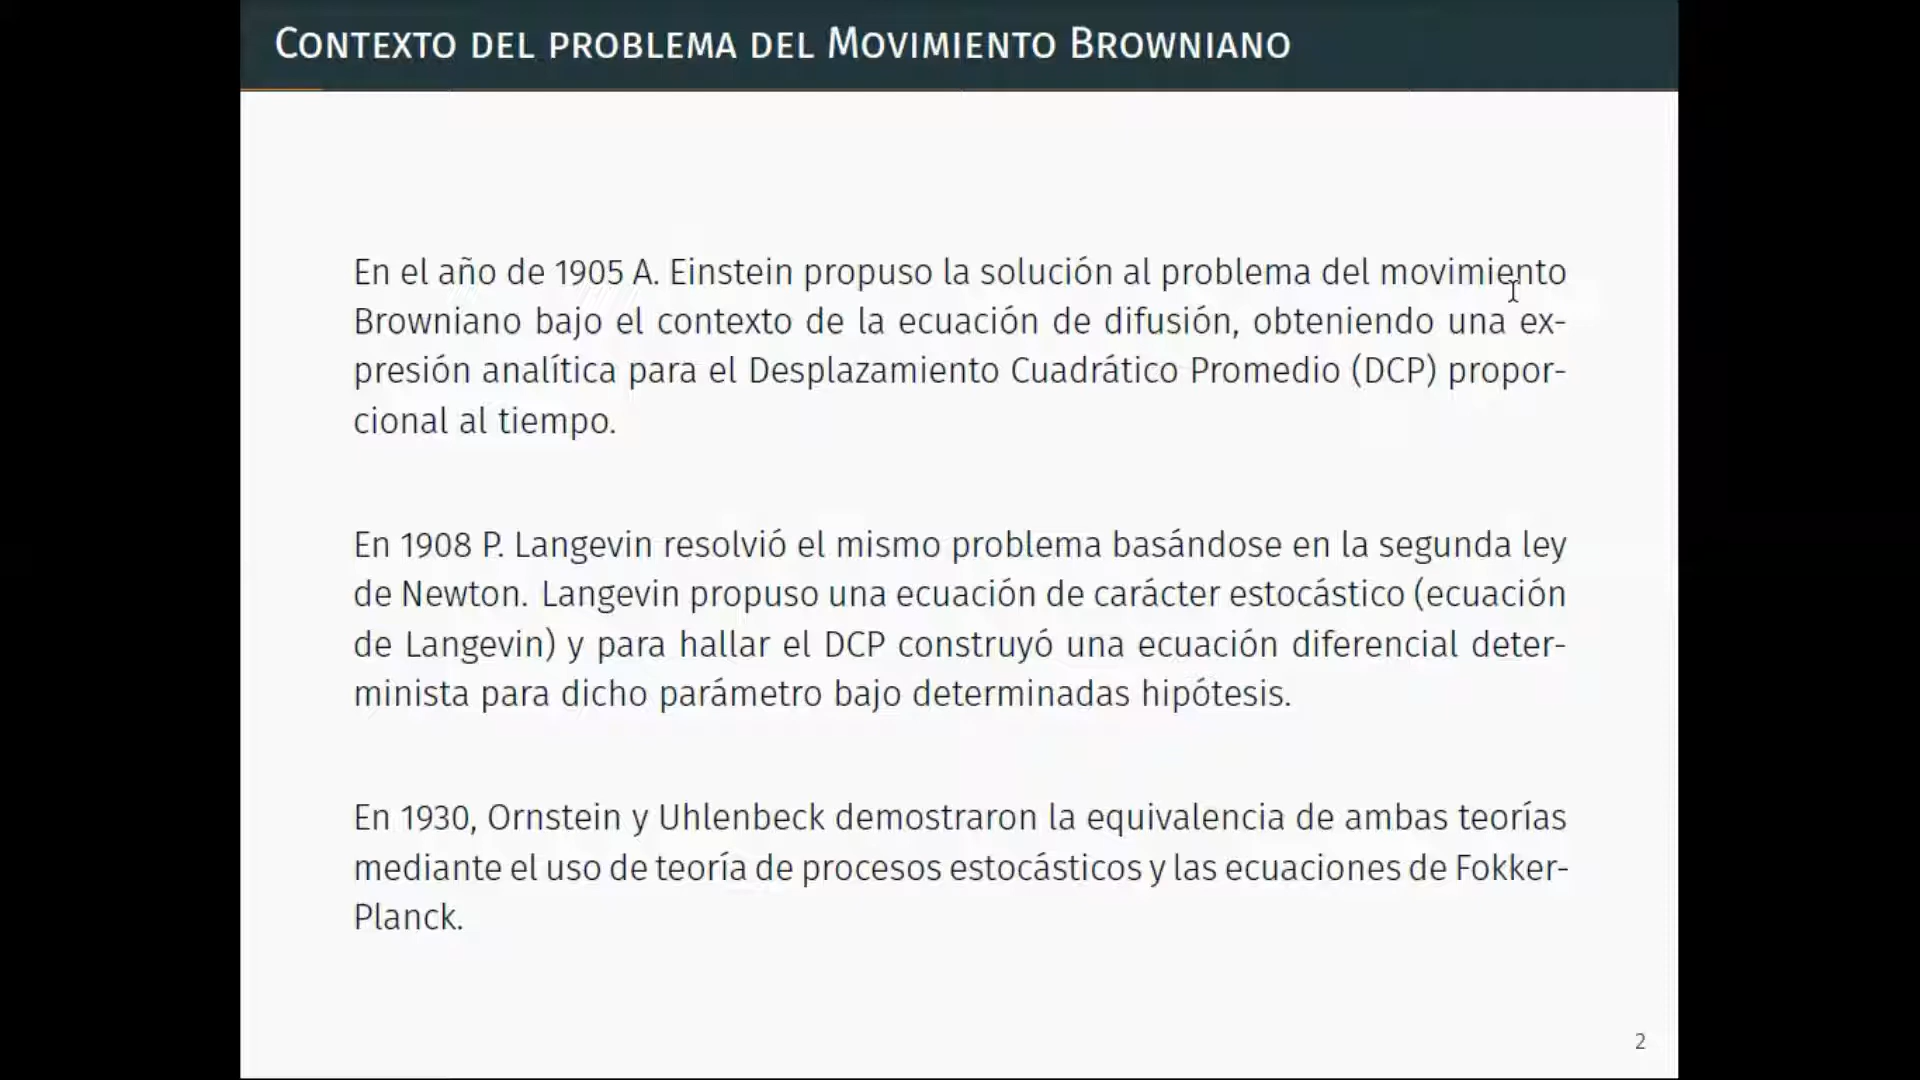 Contexto del problema del Movimiento Browniano
En el año de 1905 A. Einstein propuso la solución al problema del movimiento
Browniano bajo el contexto de la ecuación de difusión, obteniendo una ex-
presión analítica para el Desplazamiento Cuadrático Promedio (DCP) propor-
cional al tiempo.
En 1908 P. Langevin resolvió el mismo problema basándose en la segunda ley
de Newton. Langevin propuso una ecuación de carácter estocástico (ecuación
de Langevin) y para hallar el DCP construyó una ecuación diferencial deter-
minista para dicho parámetro bajo determinadas hipótesis.
En 1930, Ornstein y Uhlenbeck demostraron la equivalencia de ambas teorías
mediante el uso de teoría de procesos estocásticos y las ecuaciones de Fokker-
Planck.
2